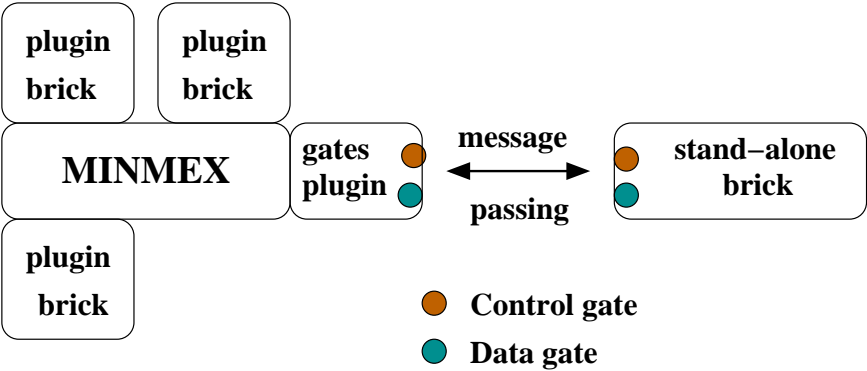 plugin
brick
plugin
brick
MINMEX
gates
plugin
message
passing
stand−alone
brick
plugin
brick
Control gate
Data gate